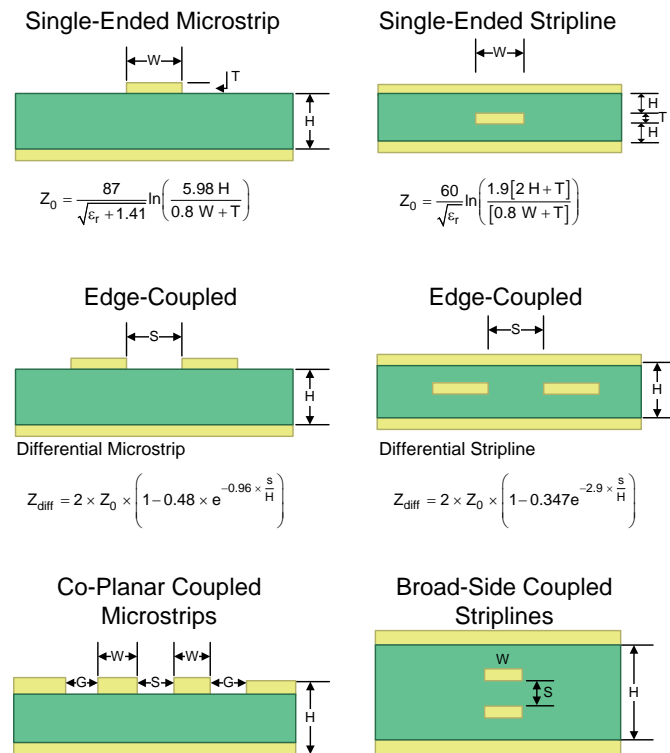 Single-Ended Microstrip
W
T
H
Z0 = 87 / √(εr + 1.41) ln(5.98 H / 0.8 W + T)
Single-Ended Stripline
W
H
T
H
Z0 = 60 / √εr ln(1.9[2 H + T] / [0.8 W + T])
Edge-Coupled
S
H
Differential Microstrip
Zdiff = 2 × Z0 × (1 − 0.48 × e^(−0.96 × s/H))
Edge-Coupled
S
H
Differential Stripline
Zdiff = 2 × Z0 × (1 − 0.347e^(−2.9 × s/H))
Co-Planar Coupled
Microstrips
W W
G S G
H
Broad-Side Coupled
Striplines
W
S
H